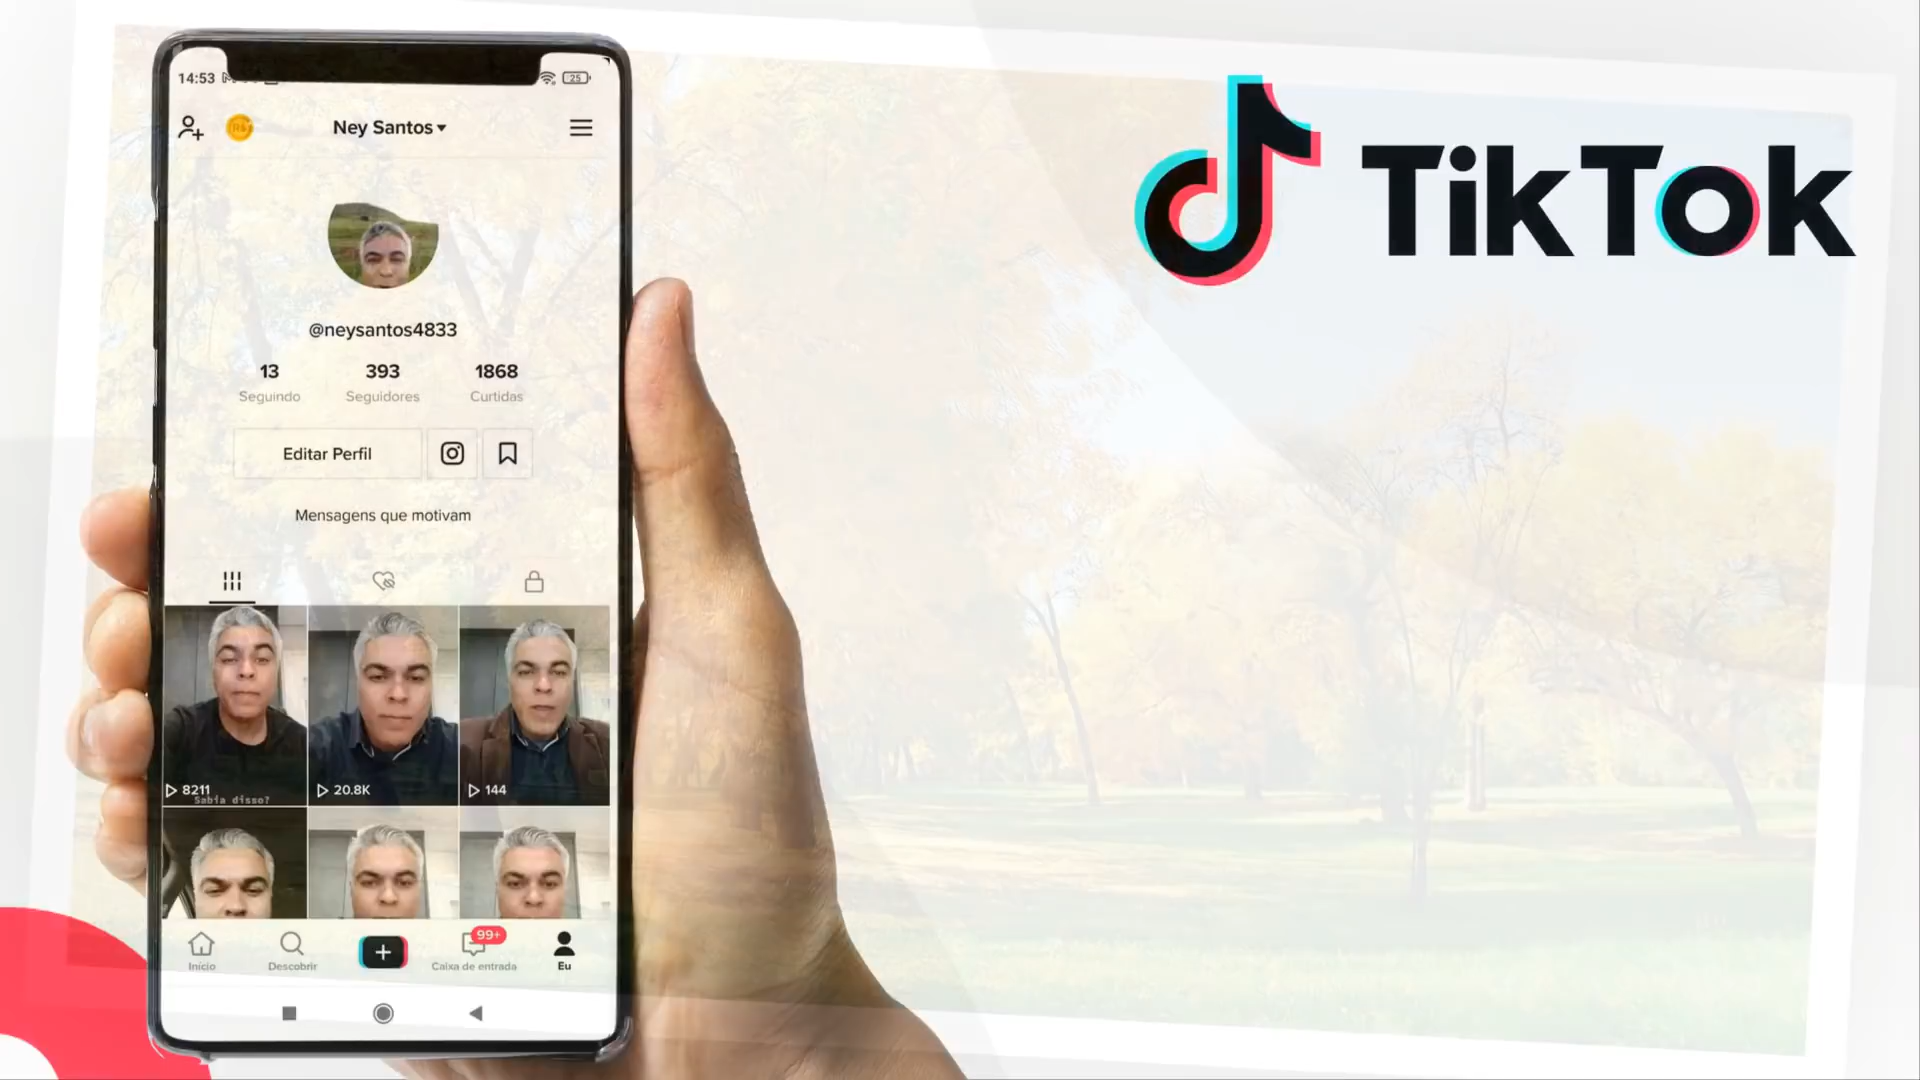 14:53
25
Ney Santos
TikTok
@neysantos4833
13 393 1868
Seguindo Seguidores Curtidas
Editar Perfil
Mensagens que motivam
8211 20.8K 144
Sabia disso?
99+
Início Descobrir Caixa de entrada Eu